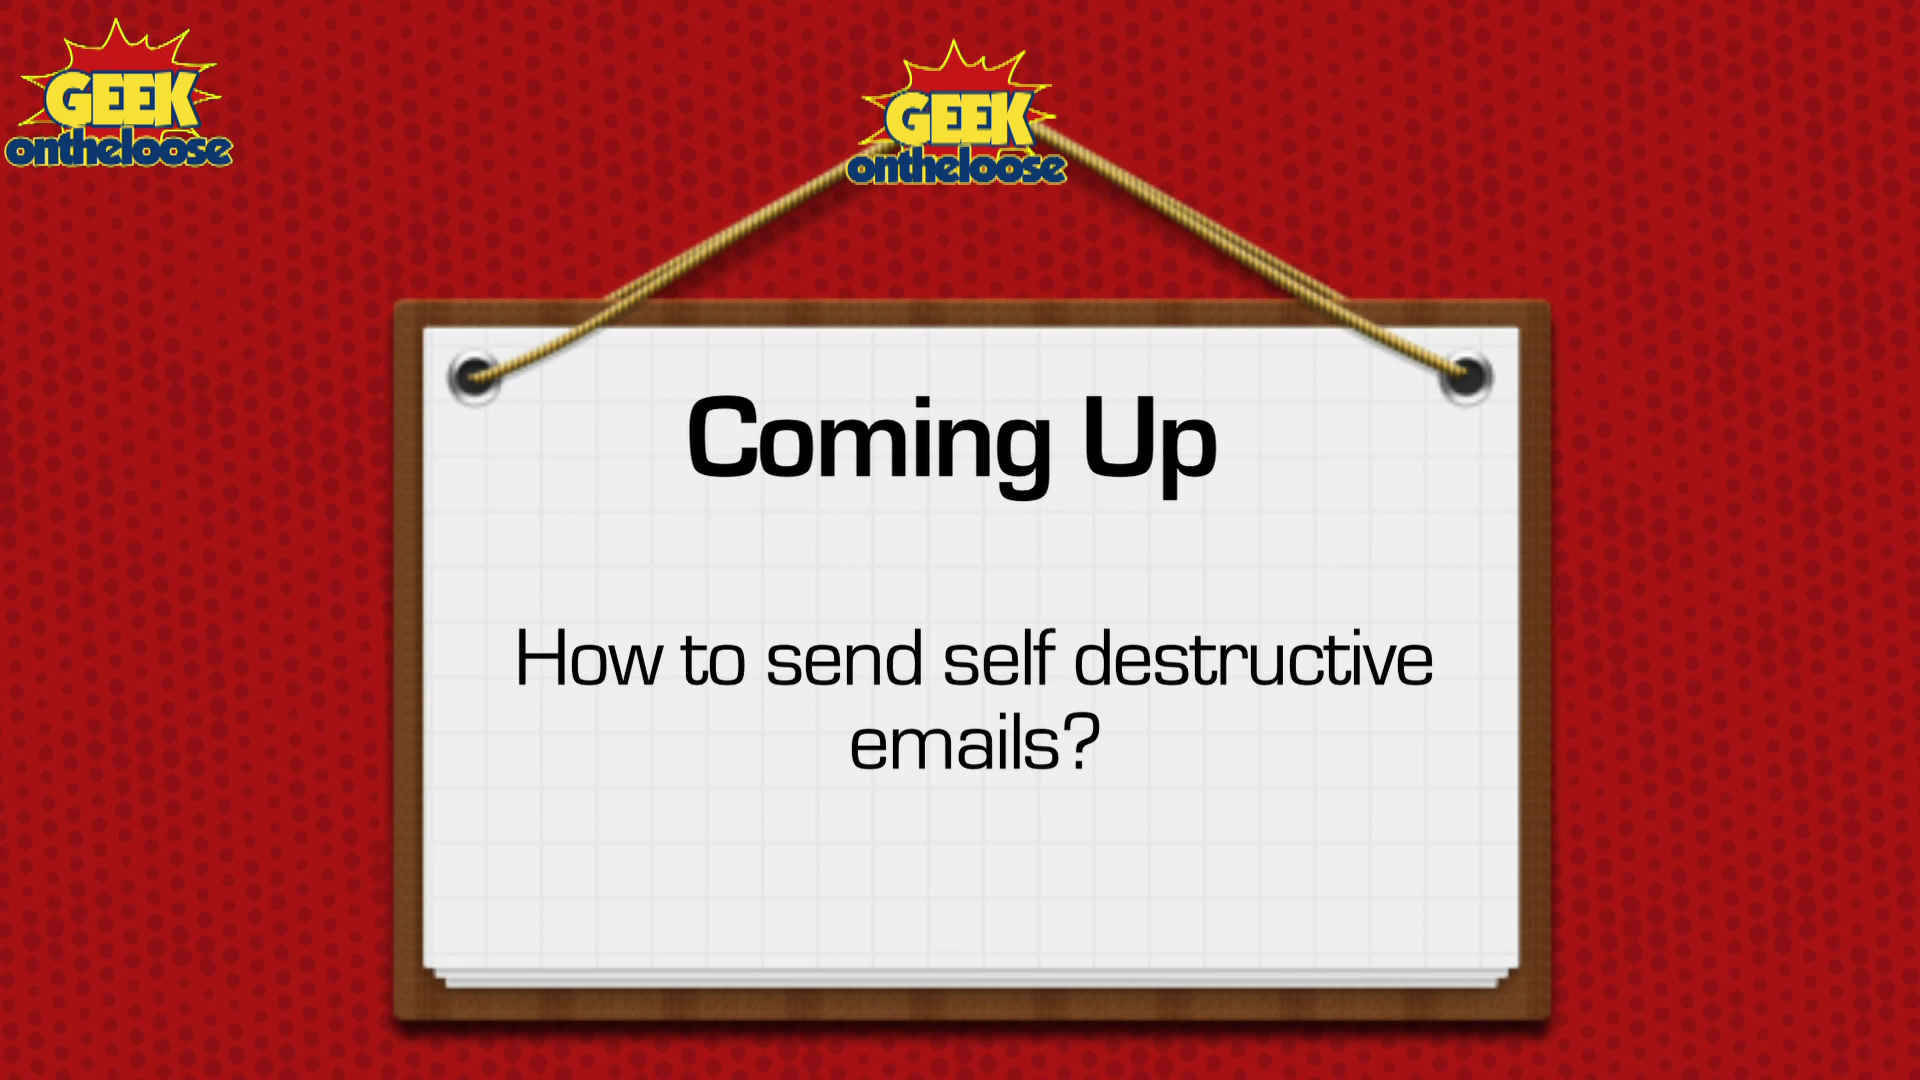 GEEK
ontheloose
GEEK
ontheloose
Coming Up
How to send self destructive
emails?